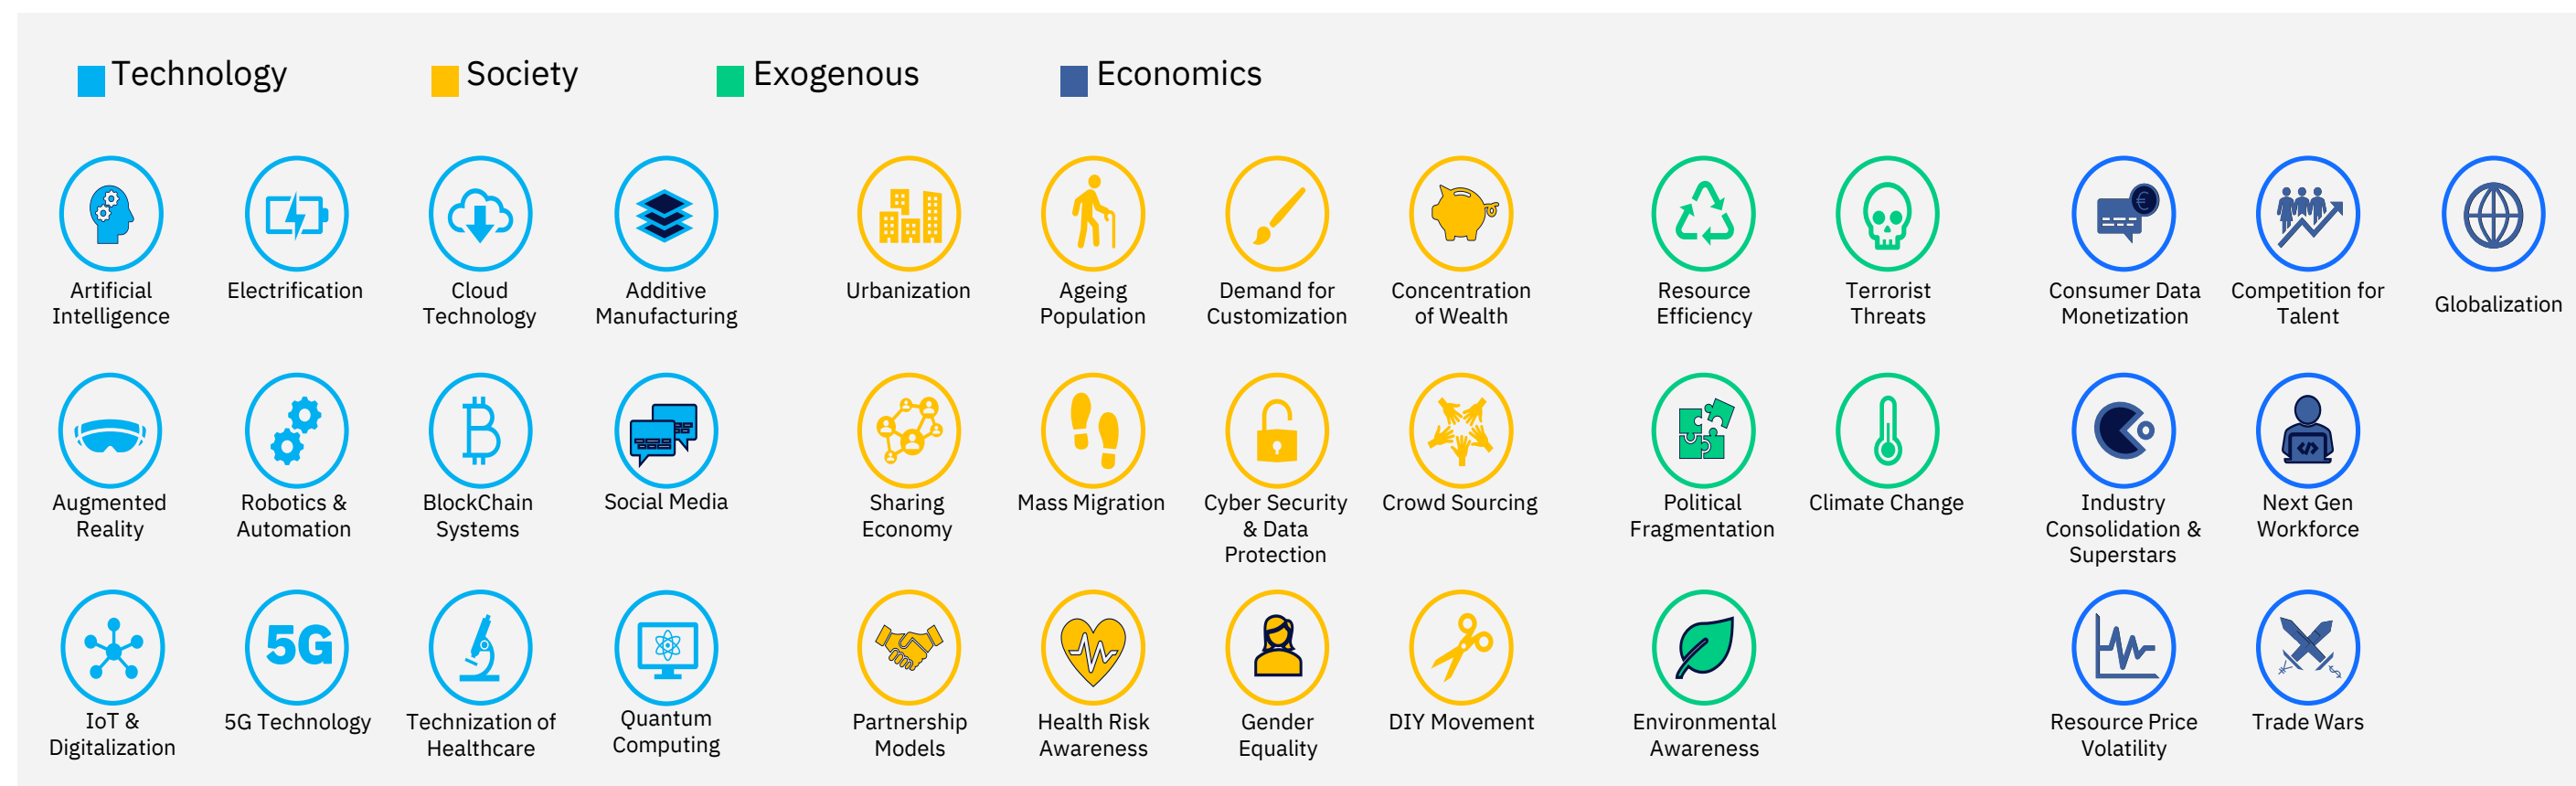 Technology
Society
Exogenous
Economics
Artificial
Intelligence
Electrification
Cloud
Technology
Additive
Manufacturing
Urbanization
Ageing
Population
Demand for
Customization
Concentration
of Wealth
Resource
Efficiency
Terrorist
Threats
Consumer Data
Monetization
€
Competition for
Talent
Globalization
Augmented
Reality
Robotics &
Automation
BlockChain
Systems
Social Media
Sharing
Economy
Mass Migration
Cyber Security
& Data
Protection
Crowd Sourcing
Political
Fragmentation
Climate Change
Industry
Consolidation &
Superstars
</>
Next Gen
Workforce
IoT &
Digitalization
5G
5G Technology
Technization of
Healthcare
Quantum
Computing
Partnership
Models
Health Risk
Awareness
Gender
Equality
DIY Movement
Environmental
Awareness
Resource Price
Volatility
Trade Wars